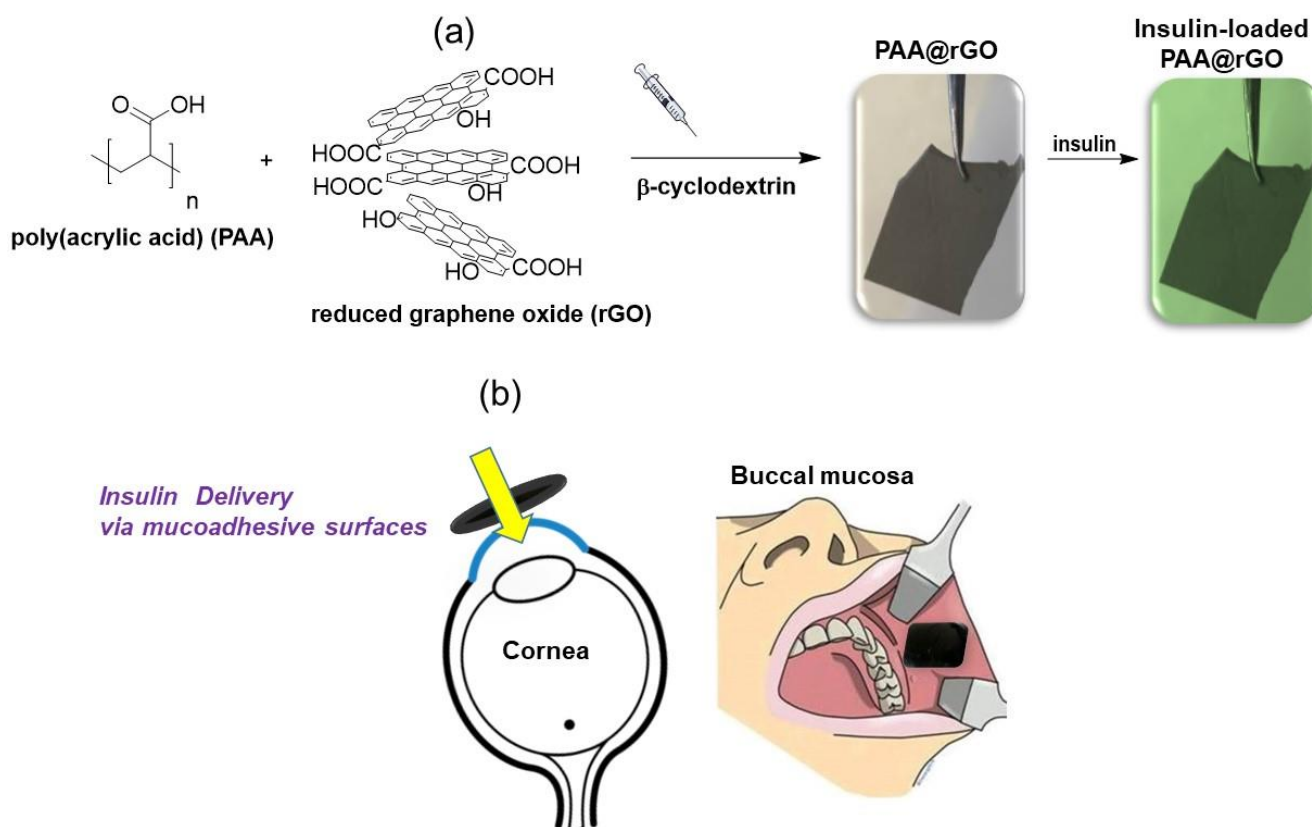 (a)
O
OH
n
poly(acrylic acid) (PAA)
+
COOH
OH
HOOC
COOH
HOOC
OH
HO
HO
COOH
reduced graphene oxide (rGO)
β-cyclodextrin
PAA@rGO
insulin
Insulin-loaded
PAA@rGO
(b)
Insulin Delivery
via mucoadhesive surfaces
Cornea
Buccal mucosa